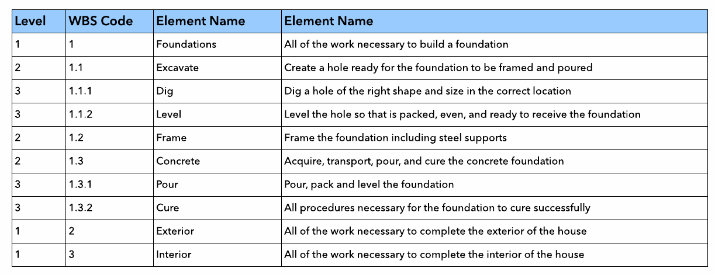 Level WBS Code Element Name Element Name
1 1 Foundations All of the work necessary to build a foundation
2 1.1 Excavate Create a hole ready for the foundation to be framed and poured
3 1.1.1 Dig Dig a hole of the right shape and size in the correct location
3 1.1.2 Level Level the hole so that is packed, even, and ready to receive the foundation
2 1.2 Frame Frame the foundation including steel supports
2 1.3 Concrete Acquire, transport, pour, and cure the concrete foundation
3 1.3.1 Pour Pour, pack and level the foundation
3 1.3.2 Cure All procedures necessary for the foundation to cure successfully
1 2 Exterior All of the work necessary to complete the exterior of the house
1 3 Interior All of the work necessary to complete the interior of the house